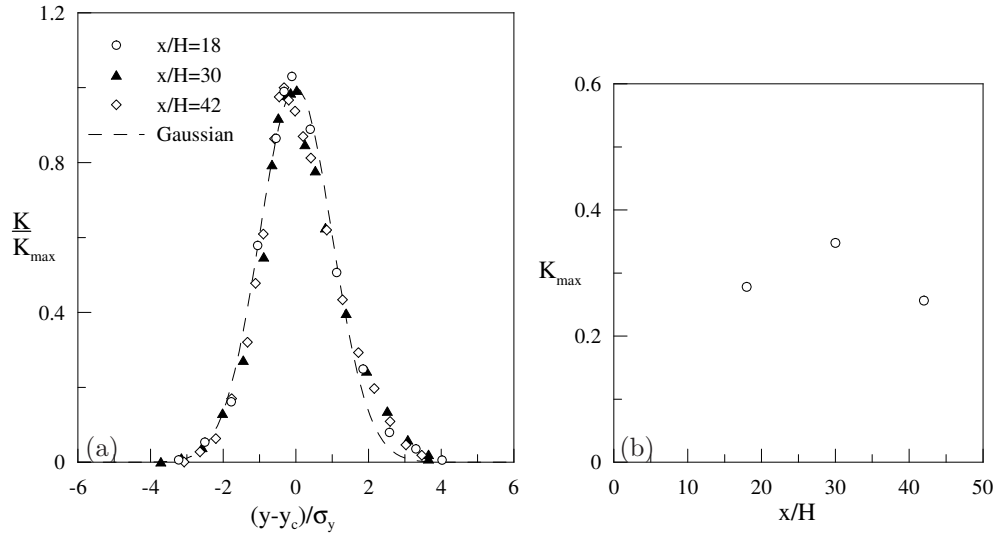 1.2
0.8
0.4
0
K
K_max
x/H=18
x/H=30
x/H=42
Gaussian
(a)
-6 -4 -2 0 2 4 6
(y-y_c)/σ_y
0.6
0.4
0.2
0
K_max
(b)
0 10 20 30 40 50
x/H